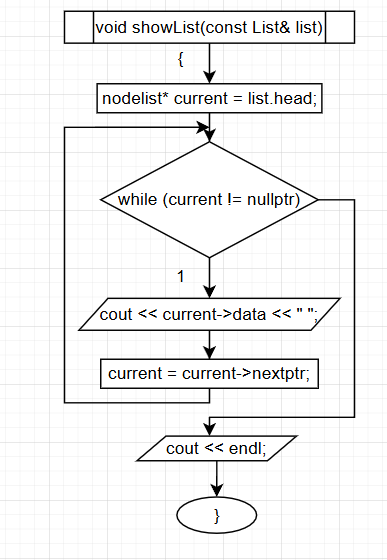 void showList(const List& list)
{
nodelist* current = list.head;
while (current != nullptr)
1
cout << current->data << " ";
current = current->nextptr;
cout << endl;
}